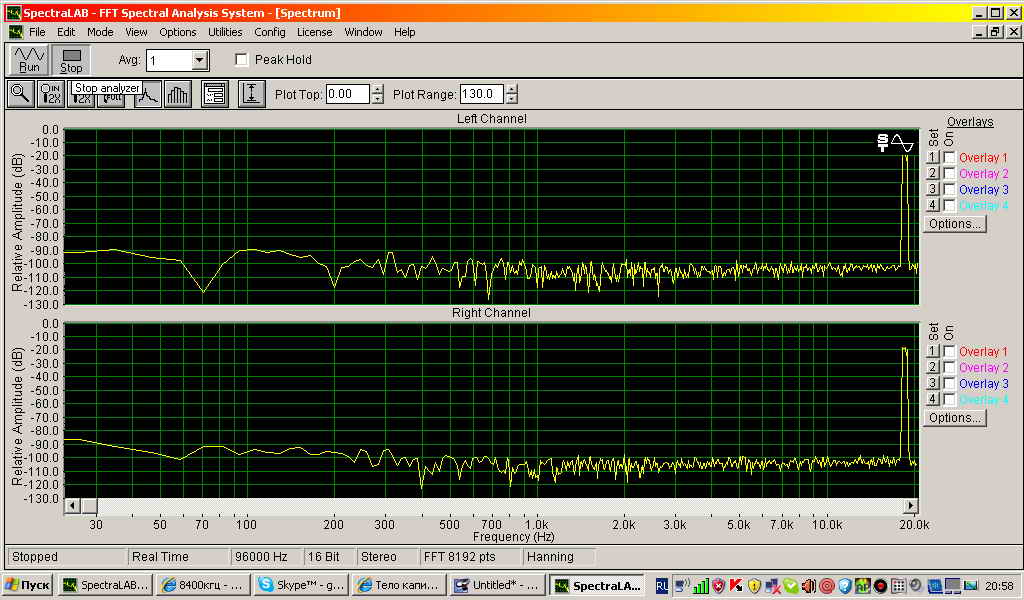 SpectraLAB - FFT Spectral Analysis System - [Spectrum]
File Edit Mode View Options Utilities Config License Window Help
Run Stop Avg: 1 Peak Hold
Stop analyzer
IN 2X 2X Full Plot Top: 0.00 Plot Range: 130.0
Left Channel
Overlays
Set On
ST
0.0
-10.0
-20.0
-30.0
-40.0
-50.0
-60.0
-70.0
-80.0
-90.0
-100.0
-110.0
-120.0
-130.0
Relative Amplitude (dB)
1 Overlay 1
2 Overlay 2
3 Overlay 3
4 Overlay 4
Options...
Right Channel
Set On
0.0
-10.0
-20.0
-30.0
-40.0
-50.0
-60.0
-70.0
-80.0
-90.0
-100.0
-110.0
-120.0
-130.0
Relative Amplitude (dB)
1 Overlay 1
2 Overlay 2
3 Overlay 3
4 Overlay 4
Options...
30 50 70 100 200 300 500 700 1.0k 2.0k 3.0k 5.0k 7.0k 10.0k 20.0k
Frequency (Hz)
Stopped Real Time 96000 Hz 16 Bit Stereo FFT 8192 pts Hanning
Пуск SpectraLAB... 8400кгц - ... Skype™ - g... Тело капи... Untitled* - ... SpectraLA... RL 20:58